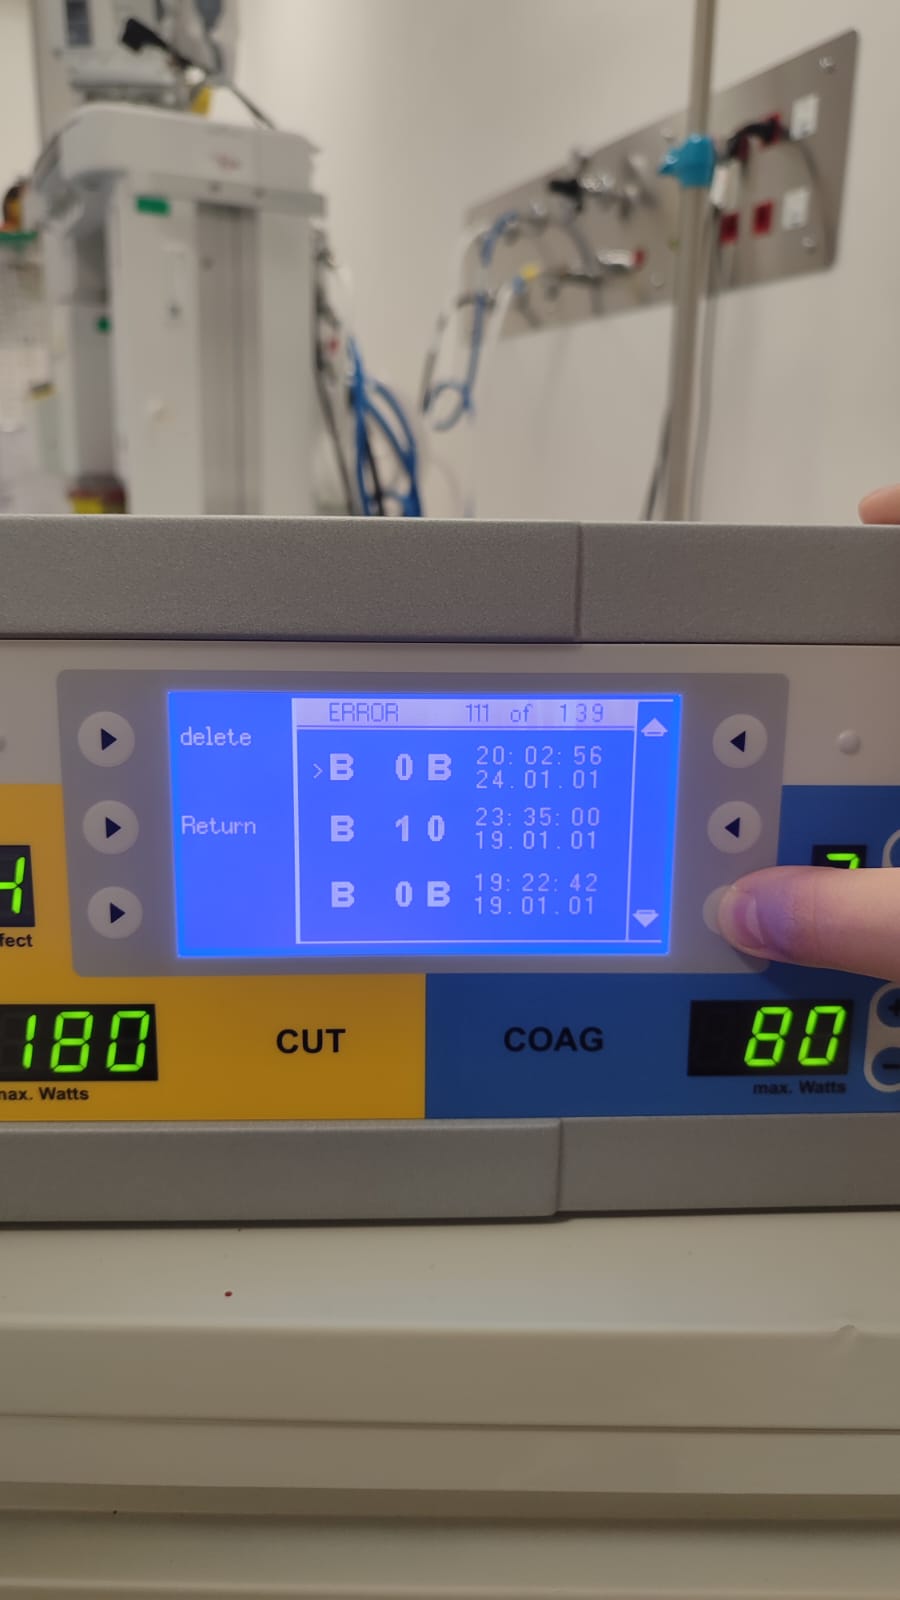 delete
Return
ERROR 111 of 139
>B 0B 20:02:56
24.01.01
B 10 23:35:00
19.01.01
B 0B 19:22:42
19.01.01
180
max. Watts
CUT
COAG
80
max. Watts